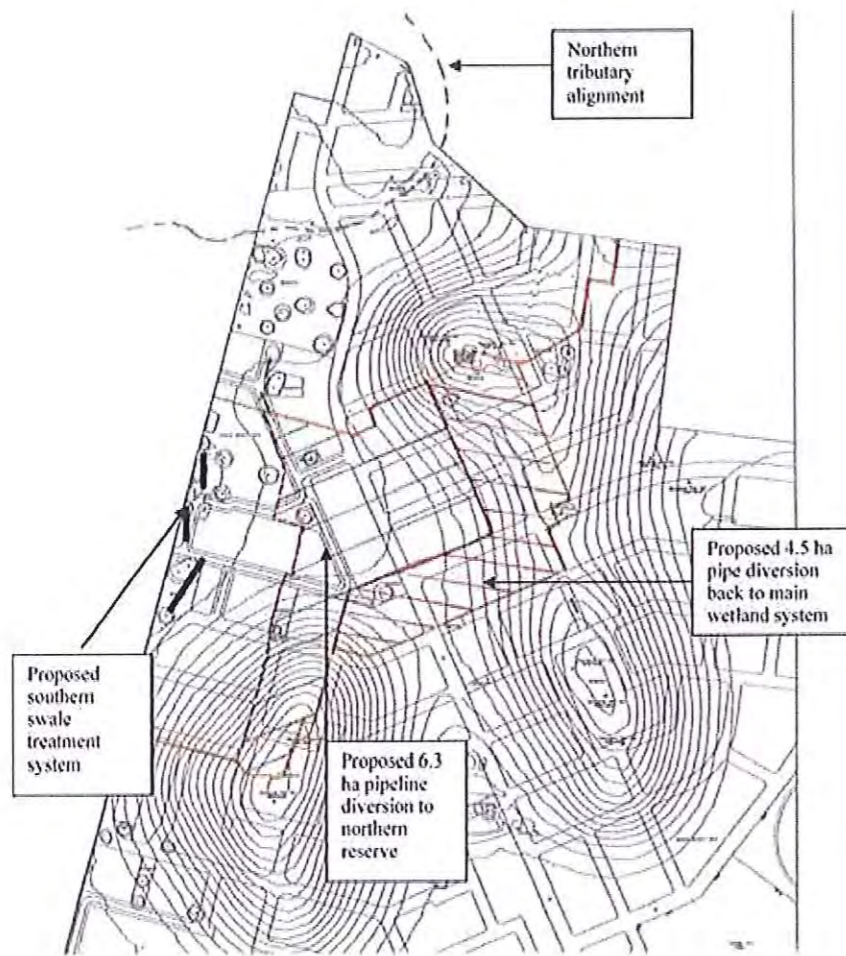 Northern
tributary
alignment
Proposed 4.5 ha
pipe diversion
back to main
wetland system
Proposed
southern
swale
treatment
system
Proposed 6.3
ha pipeline
diversion to
northern
reserve